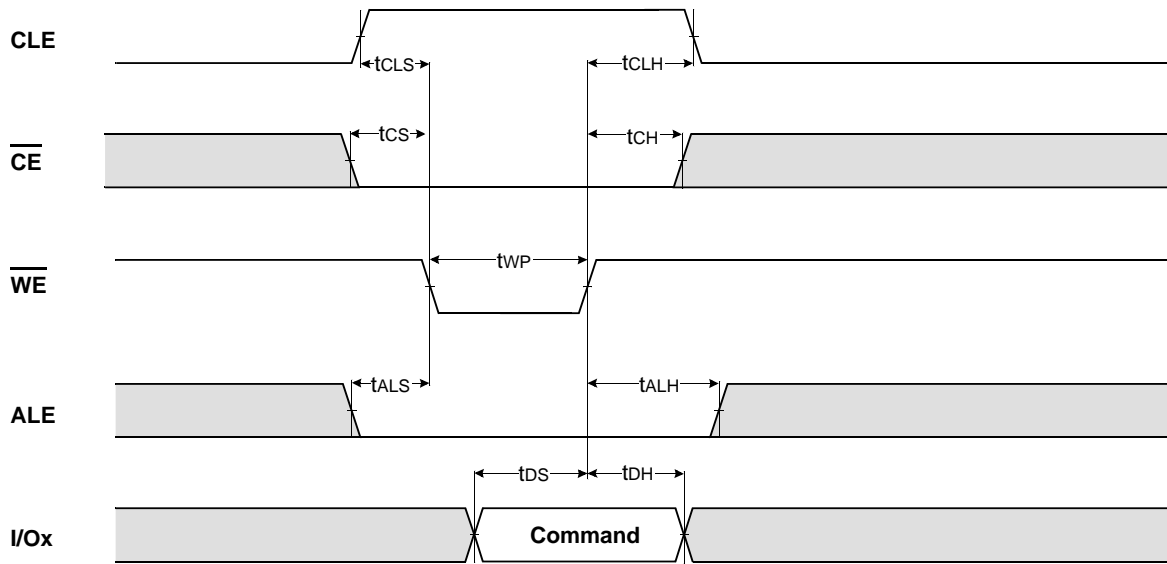 CLE
tCLS
tCLH
CE
tCS
tCH
WE
tWP
ALE
tALS
tALH
I/Ox
tDS
tDH
Command